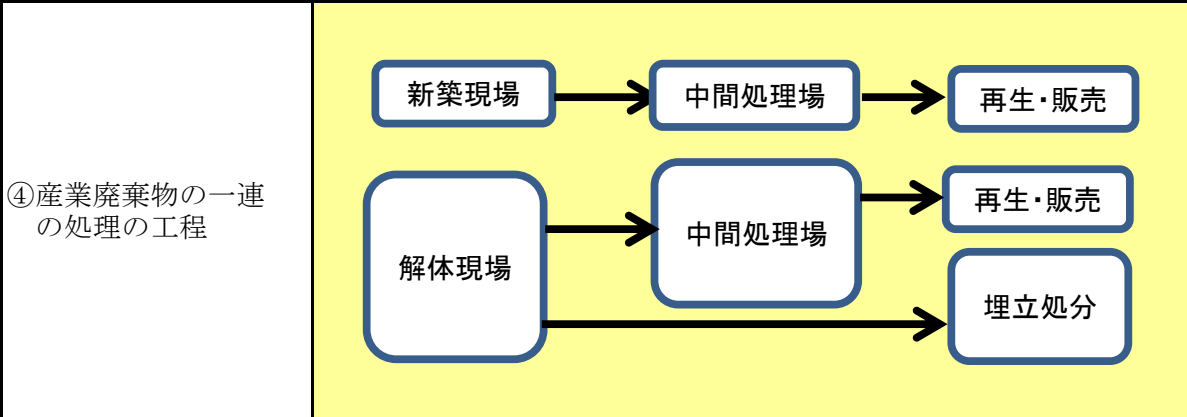 ④産業廃棄物の一連
の処理の工程
新築現場
中間処理場
再生・販売
解体現場
中間処理場
再生・販売
埋立処分